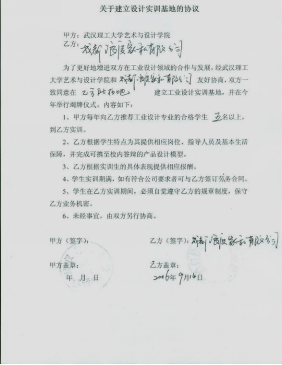 关于建立设计实训基地的协议
甲方：武汉理工大学艺术与设计学院
乙方：成都 家私有限公司
为了更好地增进双方在工业设计领域的合作与发展，经武汉理工
大学艺术与设计学院和 成都 家私有限公司 友好协商，双方一
致同意在 乙方 建立工业设计实训基地，并在今
年举行揭牌仪式，内容如下：
1、甲方每年向乙方推荐工业设计专业的合格学生 名以上，
到乙方实训。
2、乙方根据学生特点为其提供相应岗位，指导人员及基本生活
保障，并完成可携至校内答辩的产品设计模型。
3、乙方根据实训生的具体表现提供相应报酬。
4、学生实训期满，如有符合公司要求者可与乙方签订劳务合同。
5、学生在乙方实训期间，必须自觉遵守乙方的规章制度，保守
乙方业务机密。
6、未经事宜，由双方另行协商。
甲方（签字）： 乙方（签字）：成都 家私有限公司
甲方盖章： 乙方盖章：
年 月 日 2006年9月16日